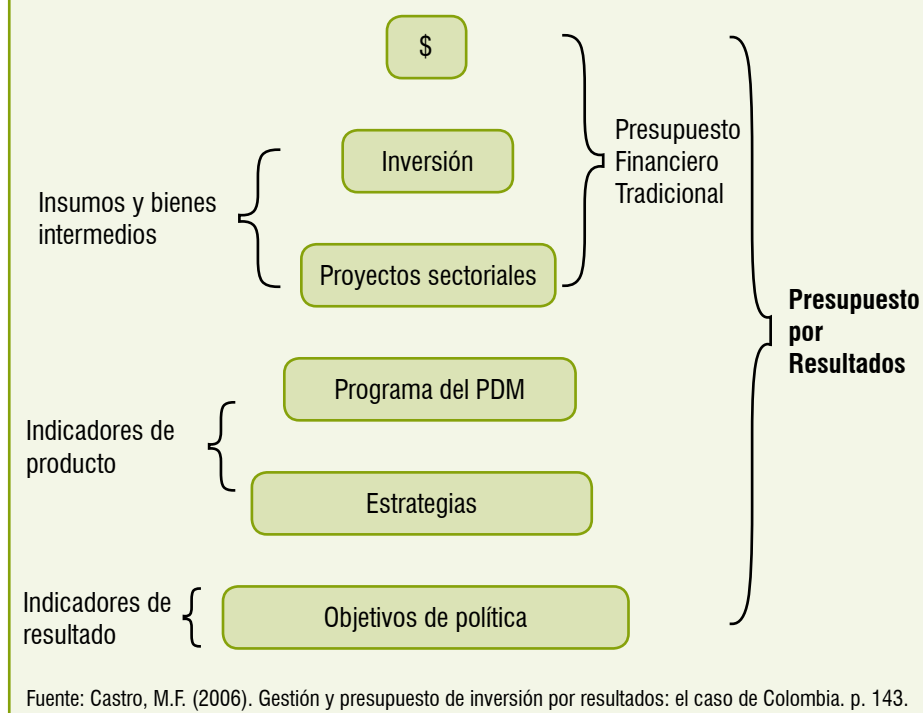 $
Inversión
Proyectos sectoriales
Insumos y bienes
intermedios
Presupuesto
Financiero
Tradicional
Presupuesto
por
Resultados
Programa del PDM
Estrategias
Indicadores de
producto
Objetivos de política
Indicadores de
resultado
Fuente: Castro, M.F. (2006). Gestión y presupuesto de inversión por resultados: el caso de Colombia. p. 143.